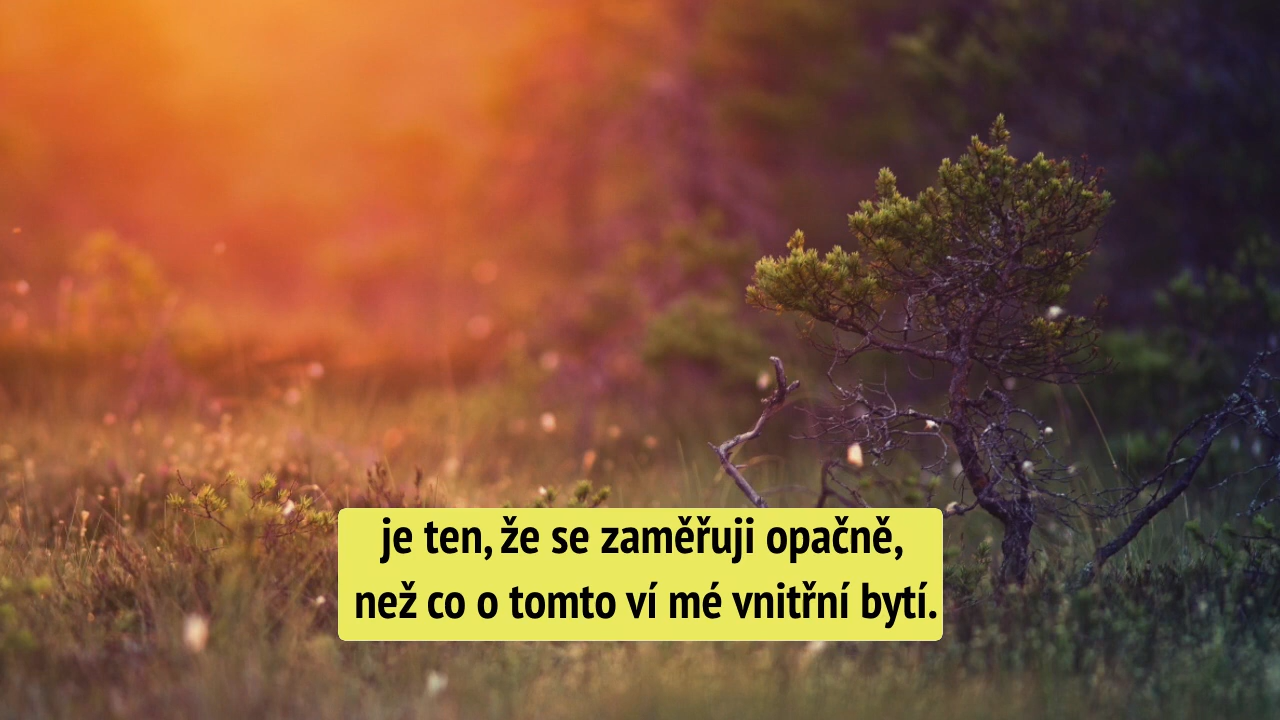 je ten, že se zaměřuji opačně,
než co o tomto ví mé vnitřní bytí.